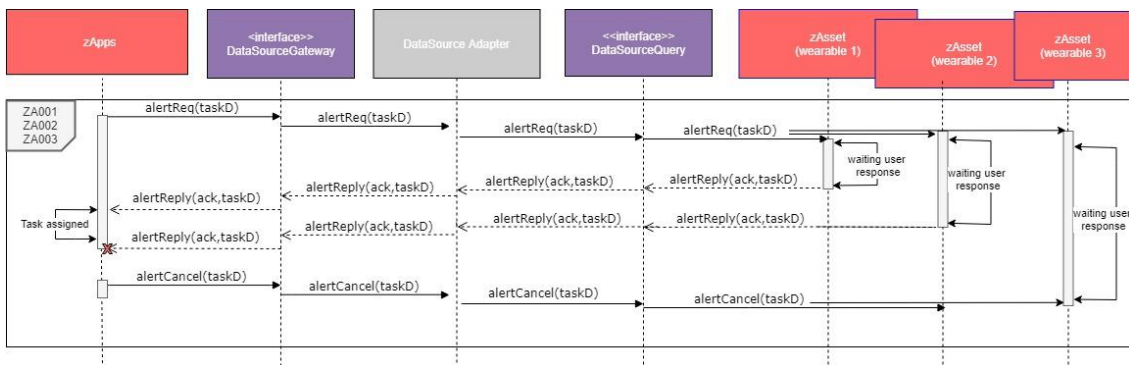 zApps
<interface>>
DataSourceGateway
DataSource Adapter
<<interface>>
DataSourceQuery
zAsset
(wearable 1)
zAsset
(wearable 2)
zAsset
(wearable 3)
ZA001
ZA002
ZA003
alertReq(taskD)
alertReq(taskD)
alertReq(taskD)
alertReq(taskD)
waiting user
response
waiting user
response
waiting user
response
alertReply(ack,taskD)
alertReply(ack,taskD)
alertReply(ack,taskD)
alertReply(ack,taskD)
Task assigned
alertReply(ack,taskD)
alertReply(ack,taskD)
alertReply(ack,taskD)
alertReply(ack,taskD)
alertCancel(taskD)
alertCancel(taskD)
alertCancel(taskD)
alertCancel(taskD)